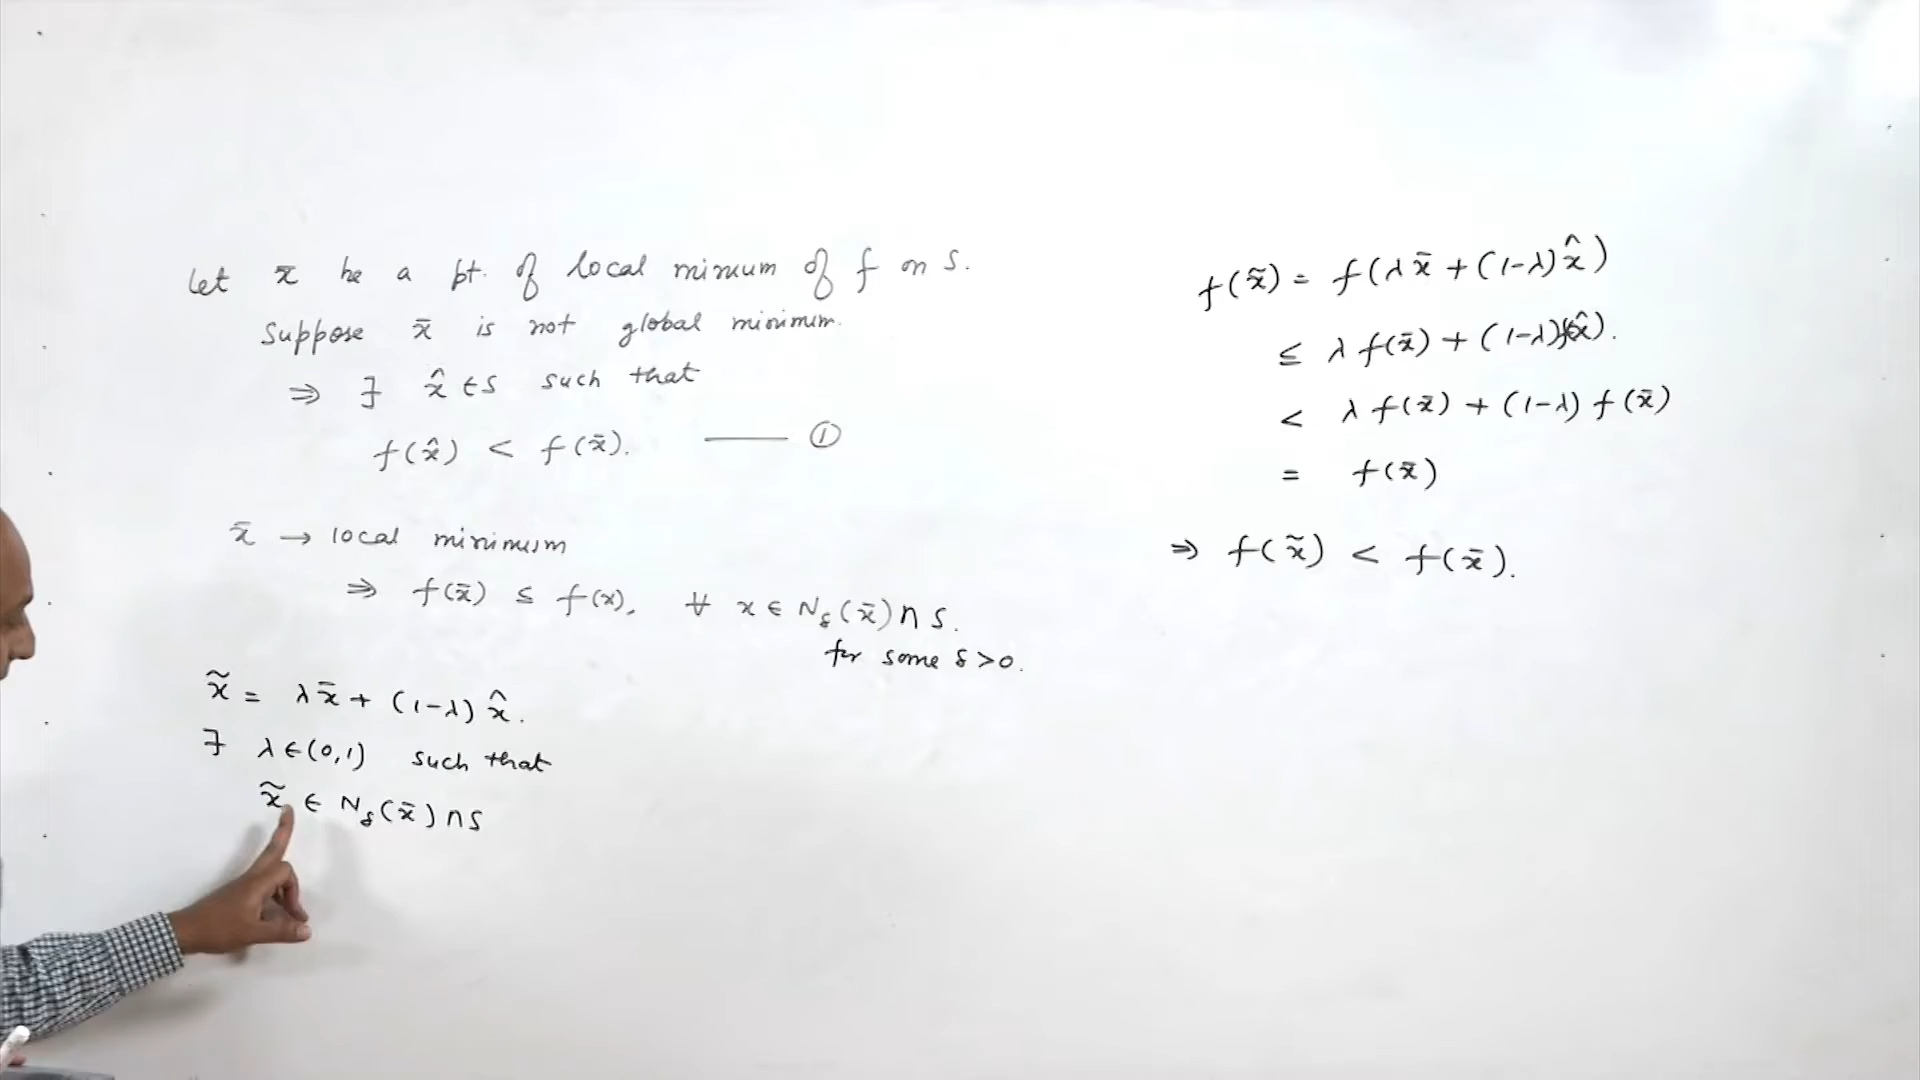 Let x̄ be a pt. of local minimum of f on S.
Suppose x̄ is not global minimum.
⇒ ∃ x̂ ∈ S such that
f(x̂) < f(x̄). —— ①
x̄ → local minimum
⇒ f(x̄) ≤ f(x), ∀ x ∈ N_δ(x̄) ∩ S.
for some δ > 0.
x̃ = λx̄ + (1-λ) x̂.
∃ λ ∈ (0,1) such that
x̃ ∈ N_δ(x̄) ∩ S
f(x̃) = f(λx̄ + (1-λ)x̂)
≤ λ f(x̄) + (1-λ)f(x̂).
< λ f(x̄) + (1-λ) f(x̄)
= f(x̄)
⇒ f(x̃) < f(x̄).